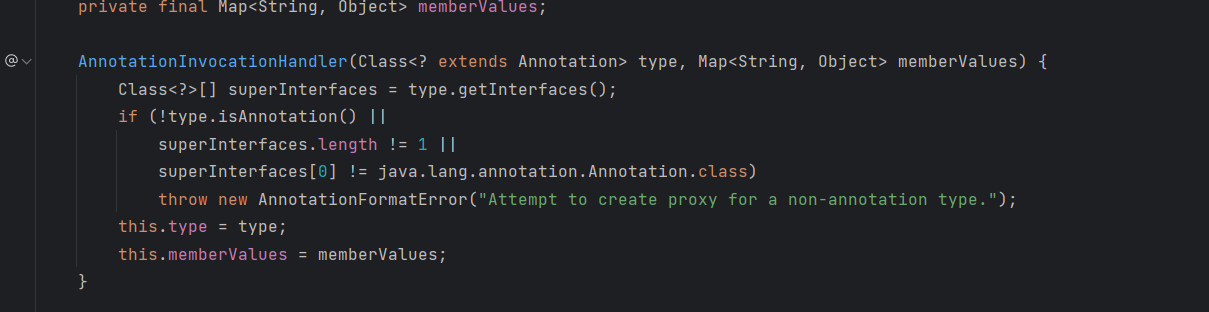 private final Map<String, Object> memberValues;
@
AnnotationInvocationHandler(Class<? extends Annotation> type, Map<String, Object> memberValues) {
Class<?>[] superInterfaces = type.getInterfaces();
if (!type.isAnnotation() ||
superInterfaces.length != 1 ||
superInterfaces[0] != java.lang.annotation.Annotation.class)
throw new AnnotationFormatError("Attempt to create proxy for a non-annotation type.");
this.type = type;
this.memberValues = memberValues;
}